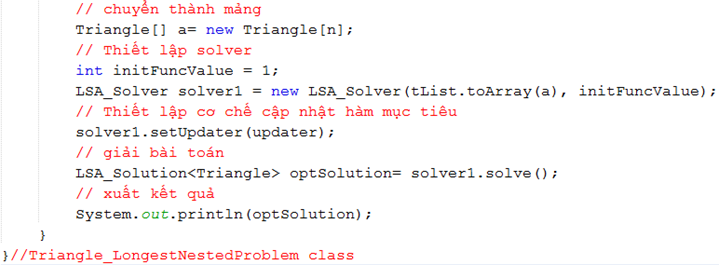 // chuyển thành mảng
Triangle[] a= new Triangle[n];
// Thiết lập solver
int initFuncValue = 1;
LSA_Solver solver1 = new LSA_Solver(tList.toArray(a), initFuncValue);
// Thiết lập cơ chế cập nhật hàm mục tiêu
solver1.setUpdater(updater);
// giải bài toán
LSA_Solution<Triangle> optSolution= solver1.solve();
// xuất kết quả
System.out.println(optSolution);
}
}//Triangle_LongestNestedProblem class